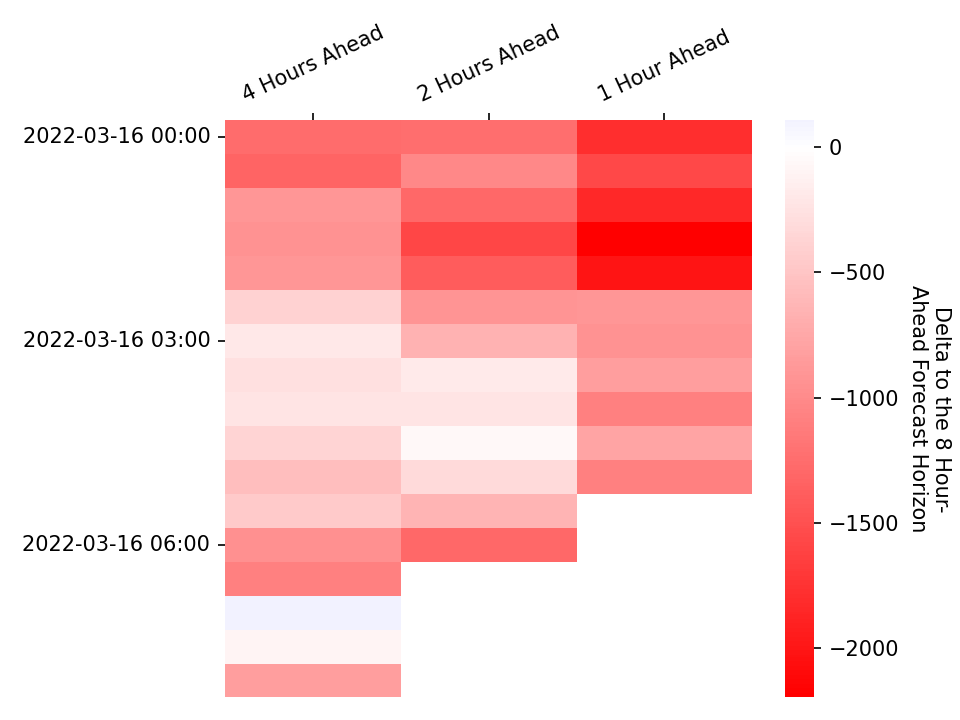 4 Hours Ahead
2 Hours Ahead
1 Hour Ahead
2022-03-16 00:00
2022-03-16 03:00
2022-03-16 06:00
0
−500
−1000
−1500
−2000
Delta to the 8 Hour-
Ahead Forecast Horizon